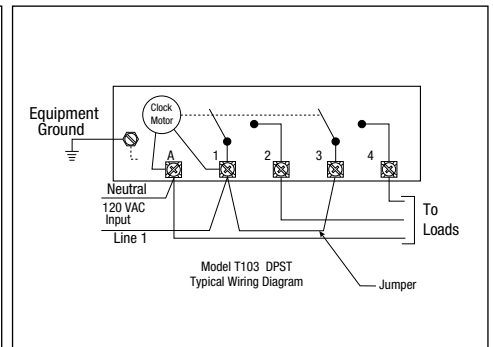 Equipment
Ground
Clock
Motor
A
1
2
3
4
Neutral
120 VAC
Input
Line 1
To
Loads
Model T103 DPST
Typical Wiring Diagram
Jumper